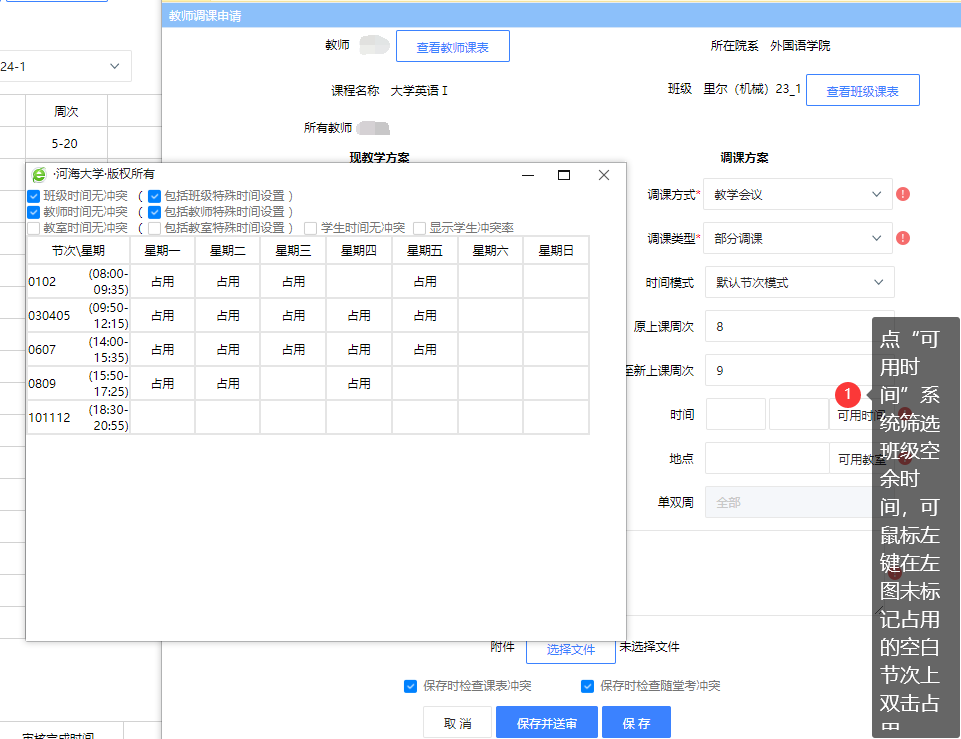 教师调课申请
教师 查看教师课表 所在院系 外国语学院
24-1
课程名称 大学英语 I 班级 里尔（机械）23_1 查看班级课表
周次
所有教师
5-20
现教学方案 调课方案
·河海大学·版权所有
班级时间无冲突 （ 包括班级特殊时间设置 ）
教师时间无冲突 （ 包括教师特殊时间设置 ）
教室时间无冲突 （ 包括教室特殊时间设置 ） 学生时间无冲突 显示学生冲突率
节次\星期 星期一 星期二 星期三 星期四 星期五 星期六 星期日
0102 (08:00-09:35) 占用 占用 占用 占用
030405 (09:50-12:15) 占用 占用 占用 占用 占用
0607 (14:00-15:35) 占用 占用 占用 占用 占用
0809 (15:50-17:25) 占用 占用 占用
101112 (18:30-20:55)
调课方式* 教学会议
调课类型* 部分调课
时间模式 默认节次模式
原上课周次 8
至新上课周次 9
时间 可用时间
地点 可用教室
单双周 全部
1
点“可
用时
间”系
统筛选
班级空
余时
间，可
鼠标左
键在左
图未标
记占用
的空白
节次上
双击占
用
附件 选择文件 未选择文件
保存时检查课表冲突 保存时检查随堂考冲突
取 消 保存并送审 保 存
审核完成时间